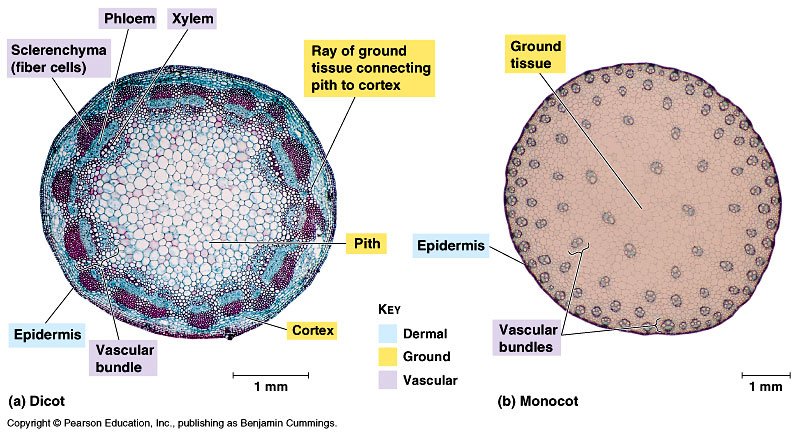 Phloem
Xylem
Sclerenchyma
(fiber cells)
Ray of ground
tissue connecting
pith to cortex
Pith
Epidermis
Vascular
bundle
Cortex
KEY
Dermal
Ground
Vascular
1 mm
(a) Dicot
Ground
tissue
Epidermis
Vascular
bundles
1 mm
(b) Monocot
Copyright © Pearson Education, Inc., publishing as Benjamin Cummings.